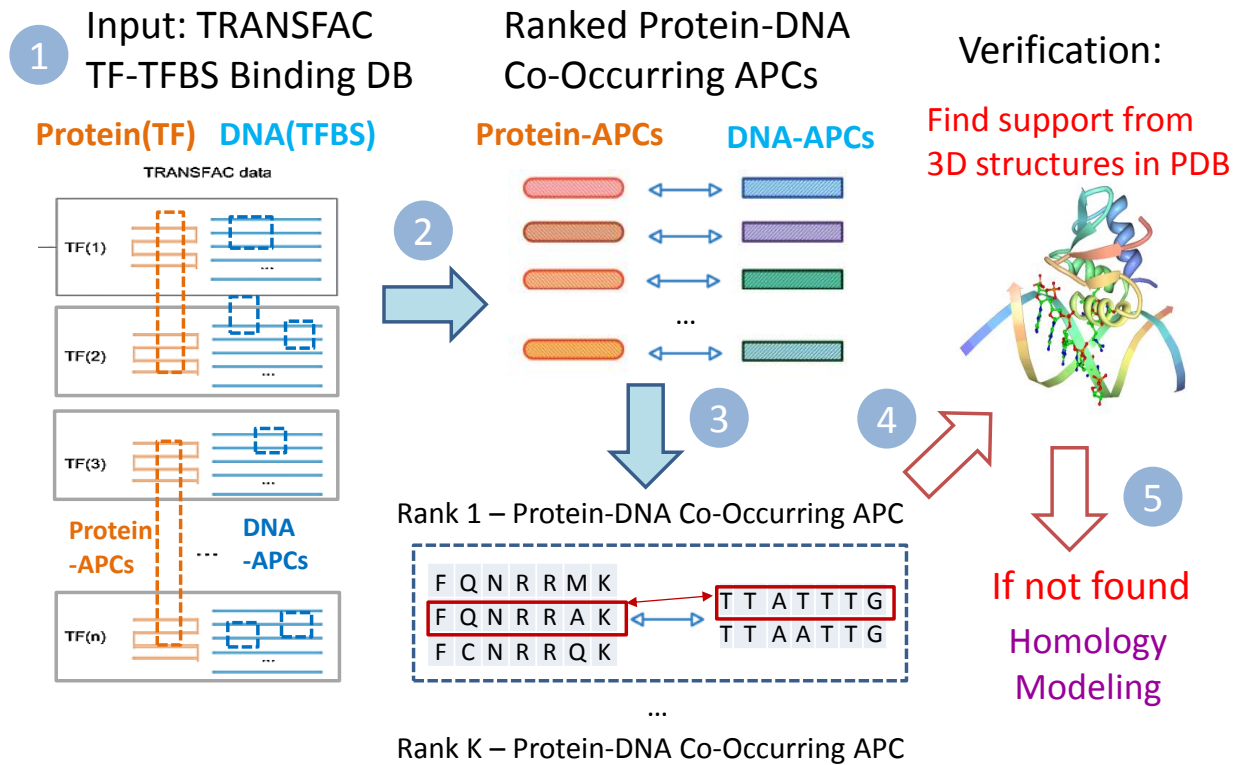 1
Input: TRANSFAC
TF-TFBS Binding DB
Protein(TF) DNA(TFBS)
TRANSFAC data
TF(1)
...
TF(2)
...
TF(3)
...
Protein
-APCs
...
DNA
-APCs
TF(n)
...
2
Ranked Protein-DNA
Co-Occurring APCs
Protein-APCs DNA-APCs
...
3
Rank 1 – Protein-DNA Co-Occurring APC
F Q N R R M K
F Q N R R A K
F C N R R Q K
T T A T T T G
T T A A T T G
...
Rank K – Protein-DNA Co-Occurring APC
4
Verification:
Find support from
3D structures in PDB
5
If not found
Homology
Modeling